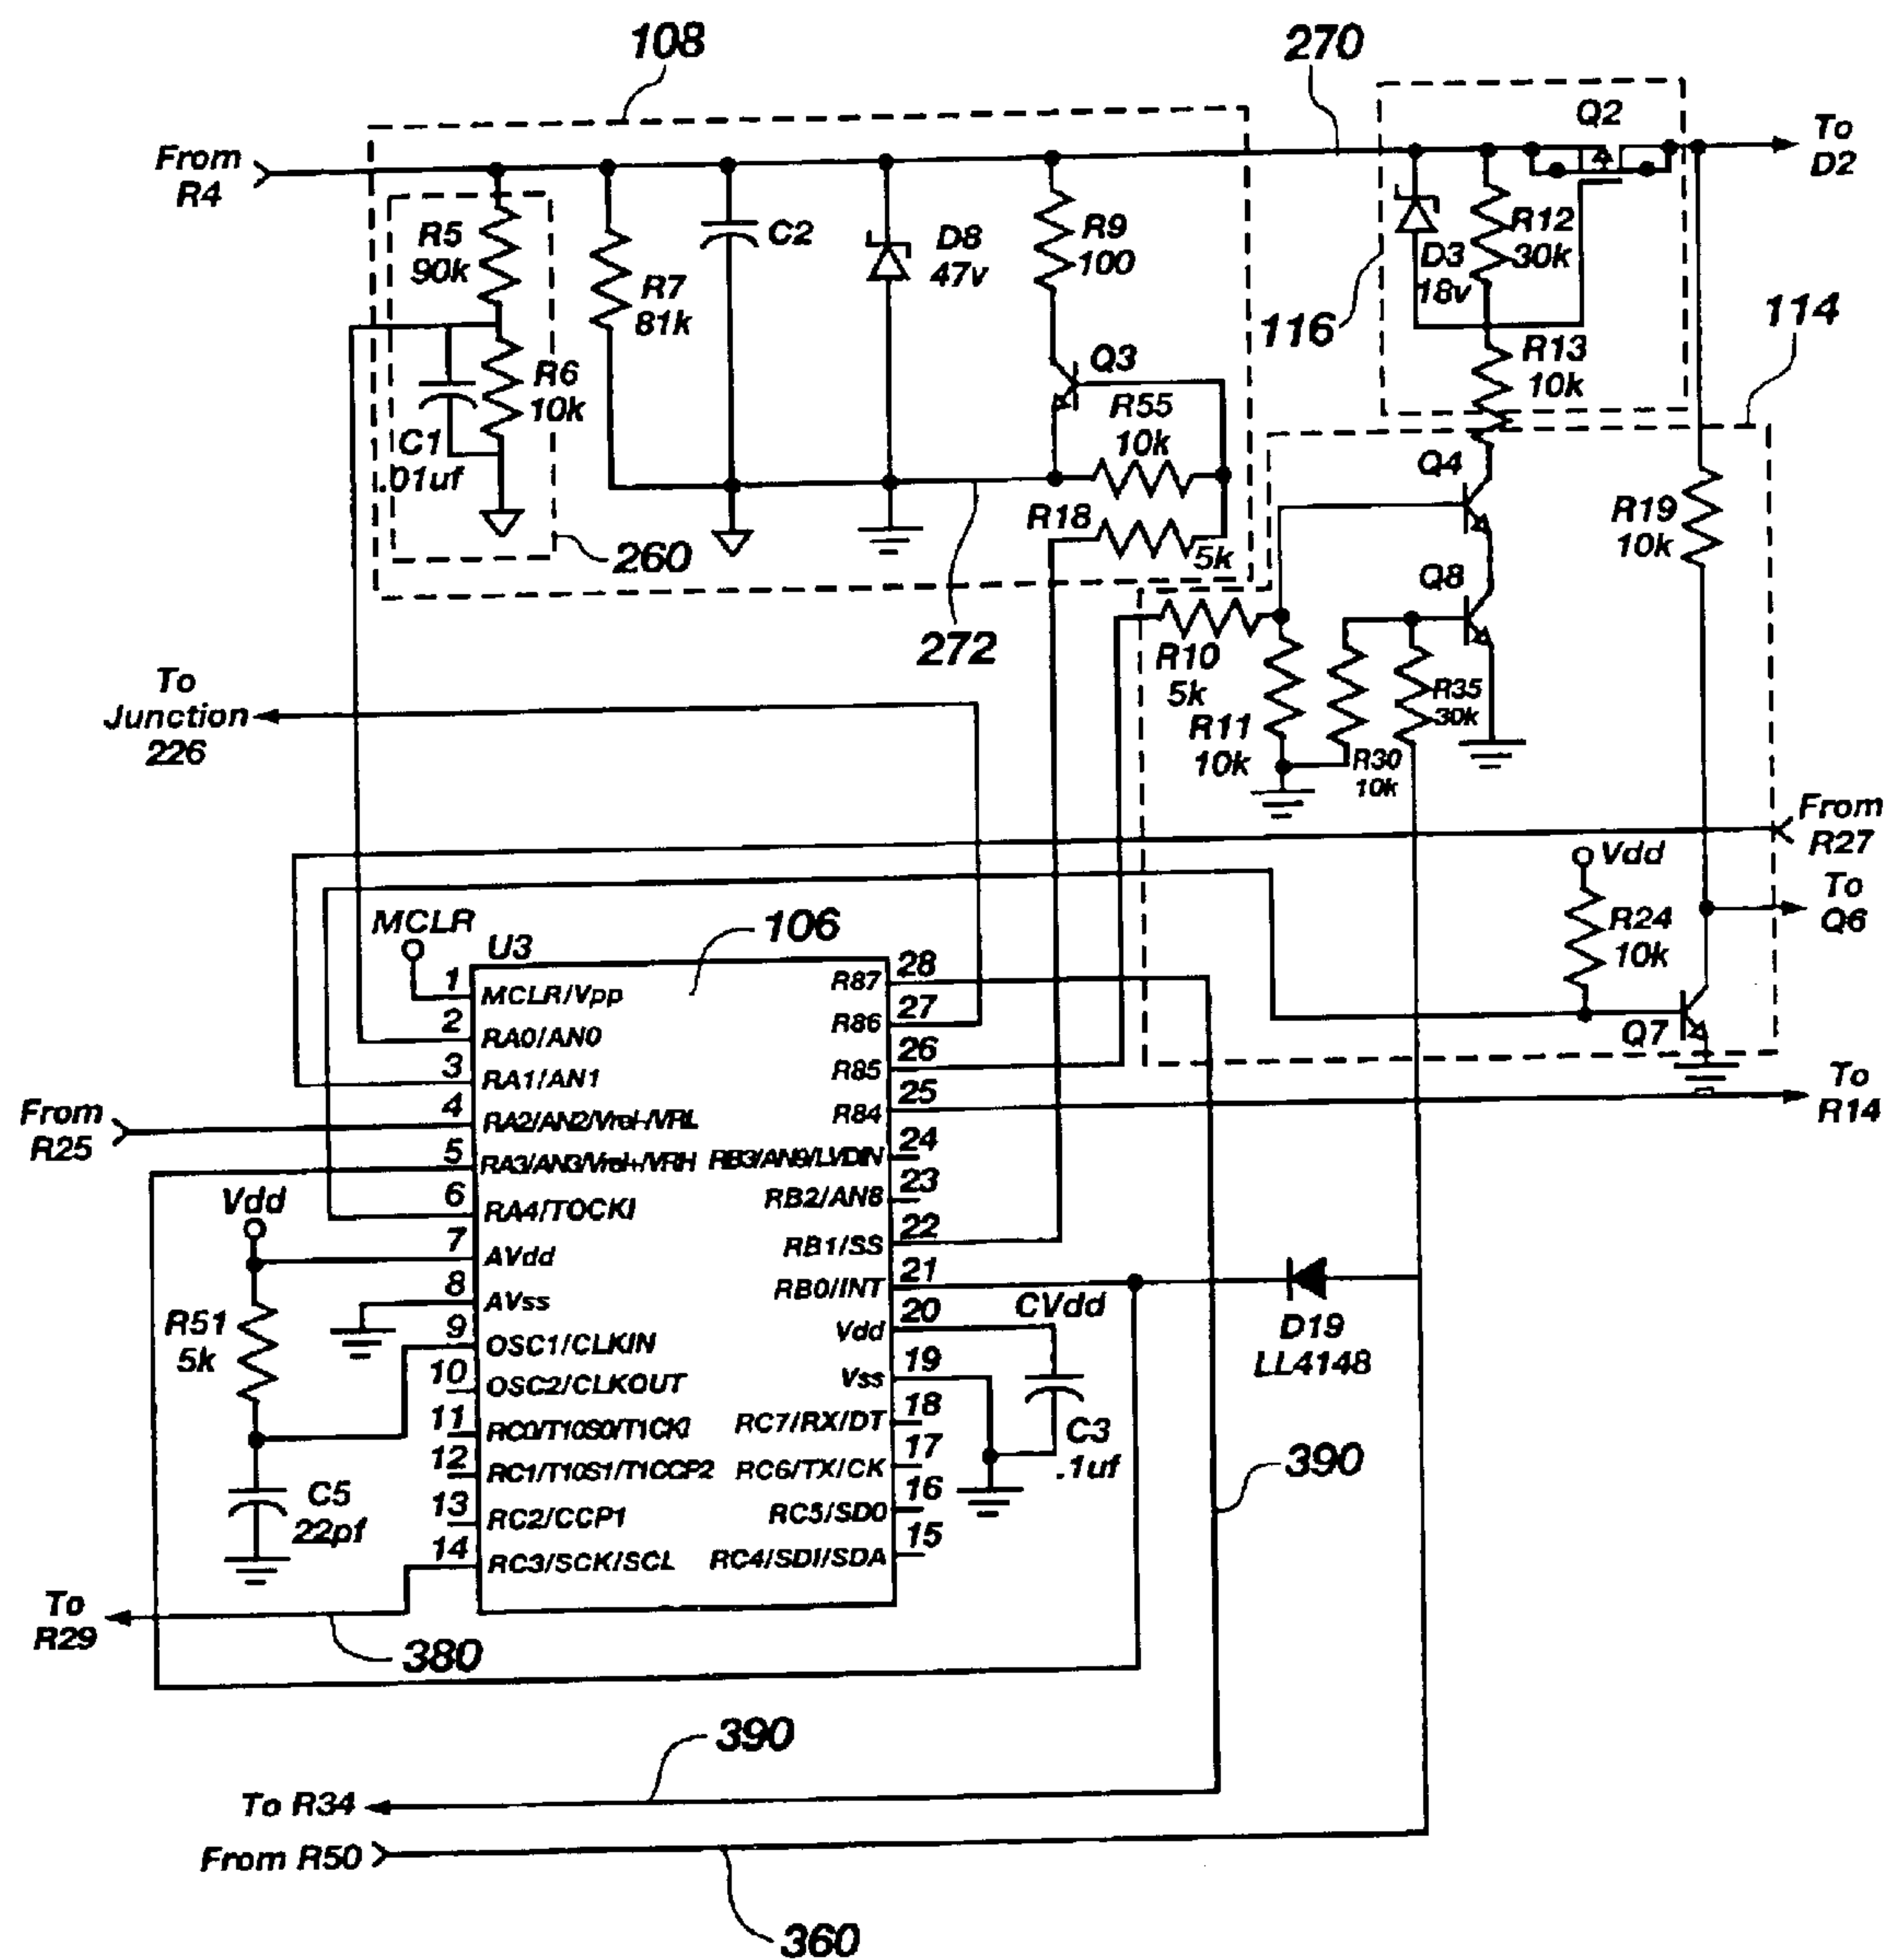 108
270
Q2
To
D2
From
R4
R5
90k
C2
D8
47v
R9
100
R12
30k
D3
18v
R7
81k
116
114
R6
10k
Q3
R13
10k
C1
.01uf
R55
10k
Q4
R18
5k
R19
10k
260
Q8
272
R10
5k
R35
30k
R11
10k
R30
10k
To
Junction
226
From
R27
Vdd
To
Q6
R24
10k
MCLR
U3
106
Q7
1
MCLR/Vpp
R87
28
2
RA0/AN0
R86
27
3
RA1/AN1
R85
26
From
R25
4
RA2/AN2/Vref-/VRL
R84
25
To
R14
5
RA3/AN3/Vref+/VRH
RB3/AN9/LVDIN
24
6
RA4/TOCKI
RB2/AN8
23
Vdd
7
AVdd
RB1/SS
22
8
AVss
RB0/INT
21
R51
5k
9
OSC1/CLKIN
Vdd
20
CVdd
D19
LL4148
10
OSC2/CLKOUT
Vss
19
11
RC0/T10S0/T1CKI
RC7/RX/DT
18
C3
.1uf
12
RC1/T10S1/T1CCP2
RC6/TX/CK
17
390
C5
22pf
13
RC2/CCP1
RC5/SD0
16
14
RC3/SCK/SCL
RC4/SDI/SDA
15
To
R29
380
390
To R34
From R50
360